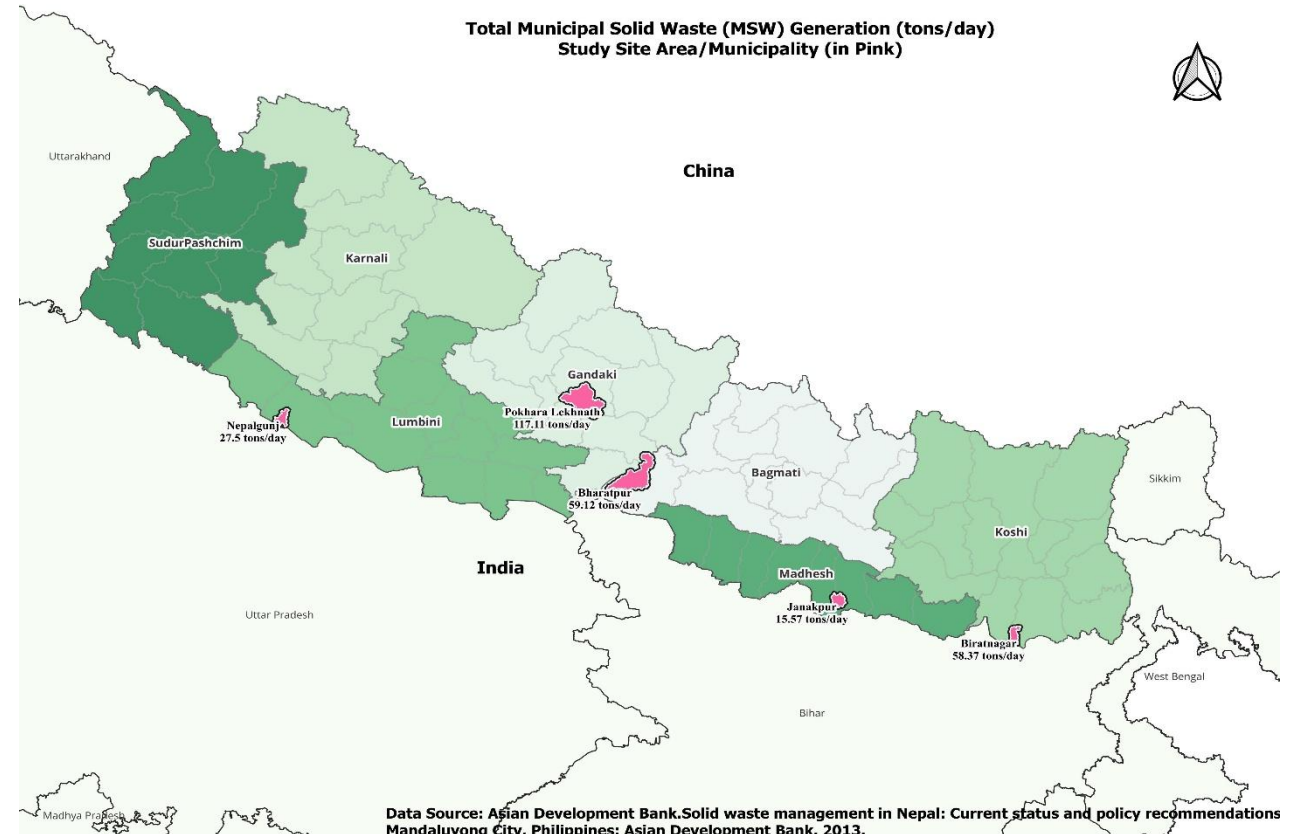 Total Municipal Solid Waste (MSW) Generation (tons/day)
Study Site Area/Municipality (in Pink)
Uttarakhand
China
SudurPashchim
Karnali
Gandaki
Pokhara Lekhnath
117.11 tons/day
Nepalgunj
27.5 tons/day
Lumbini
Bagmati
Sikkim
Bharatpur
59.12 tons/day
Koshi
India
Madhesh
Janakpur
15.57 tons/day
Uttar Pradesh
Biratnagar
58.37 tons/day
West Bengal
Bihar
Madhya Pradesh
Data Source: Asian Development Bank.Solid waste management in Nepal: Current status and policy recommendations
Mandaluyong City, Philippines: Asian Development Bank, 2013.